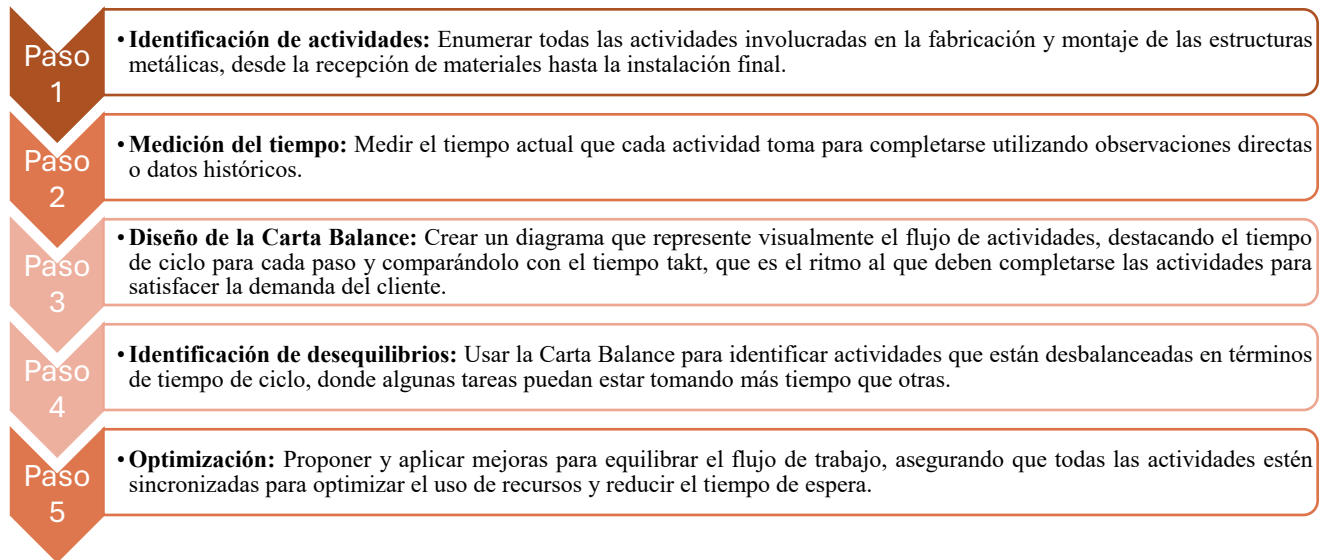 Paso
1
• Identificación de actividades: Enumerar todas las actividades involucradas en la fabricación y montaje de las estructuras
metálicas, desde la recepción de materiales hasta la instalación final.
Paso
2
• Medición del tiempo: Medir el tiempo actual que cada actividad toma para completarse utilizando observaciones directas
o datos históricos.
Paso
3
• Diseño de la Carta Balance: Crear un diagrama que represente visualmente el flujo de actividades, destacando el tiempo
de ciclo para cada paso y comparándolo con el tiempo takt, que es el ritmo al que deben completarse las actividades para
satisfacer la demanda del cliente.
Paso
4
• Identificación de desequilibrios: Usar la Carta Balance para identificar actividades que están desbalanceadas en términos
de tiempo de ciclo, donde algunas tareas puedan estar tomando más tiempo que otras.
Paso
5
• Optimización: Proponer y aplicar mejoras para equilibrar el flujo de trabajo, asegurando que todas las actividades estén
sincronizadas para optimizar el uso de recursos y reducir el tiempo de espera.